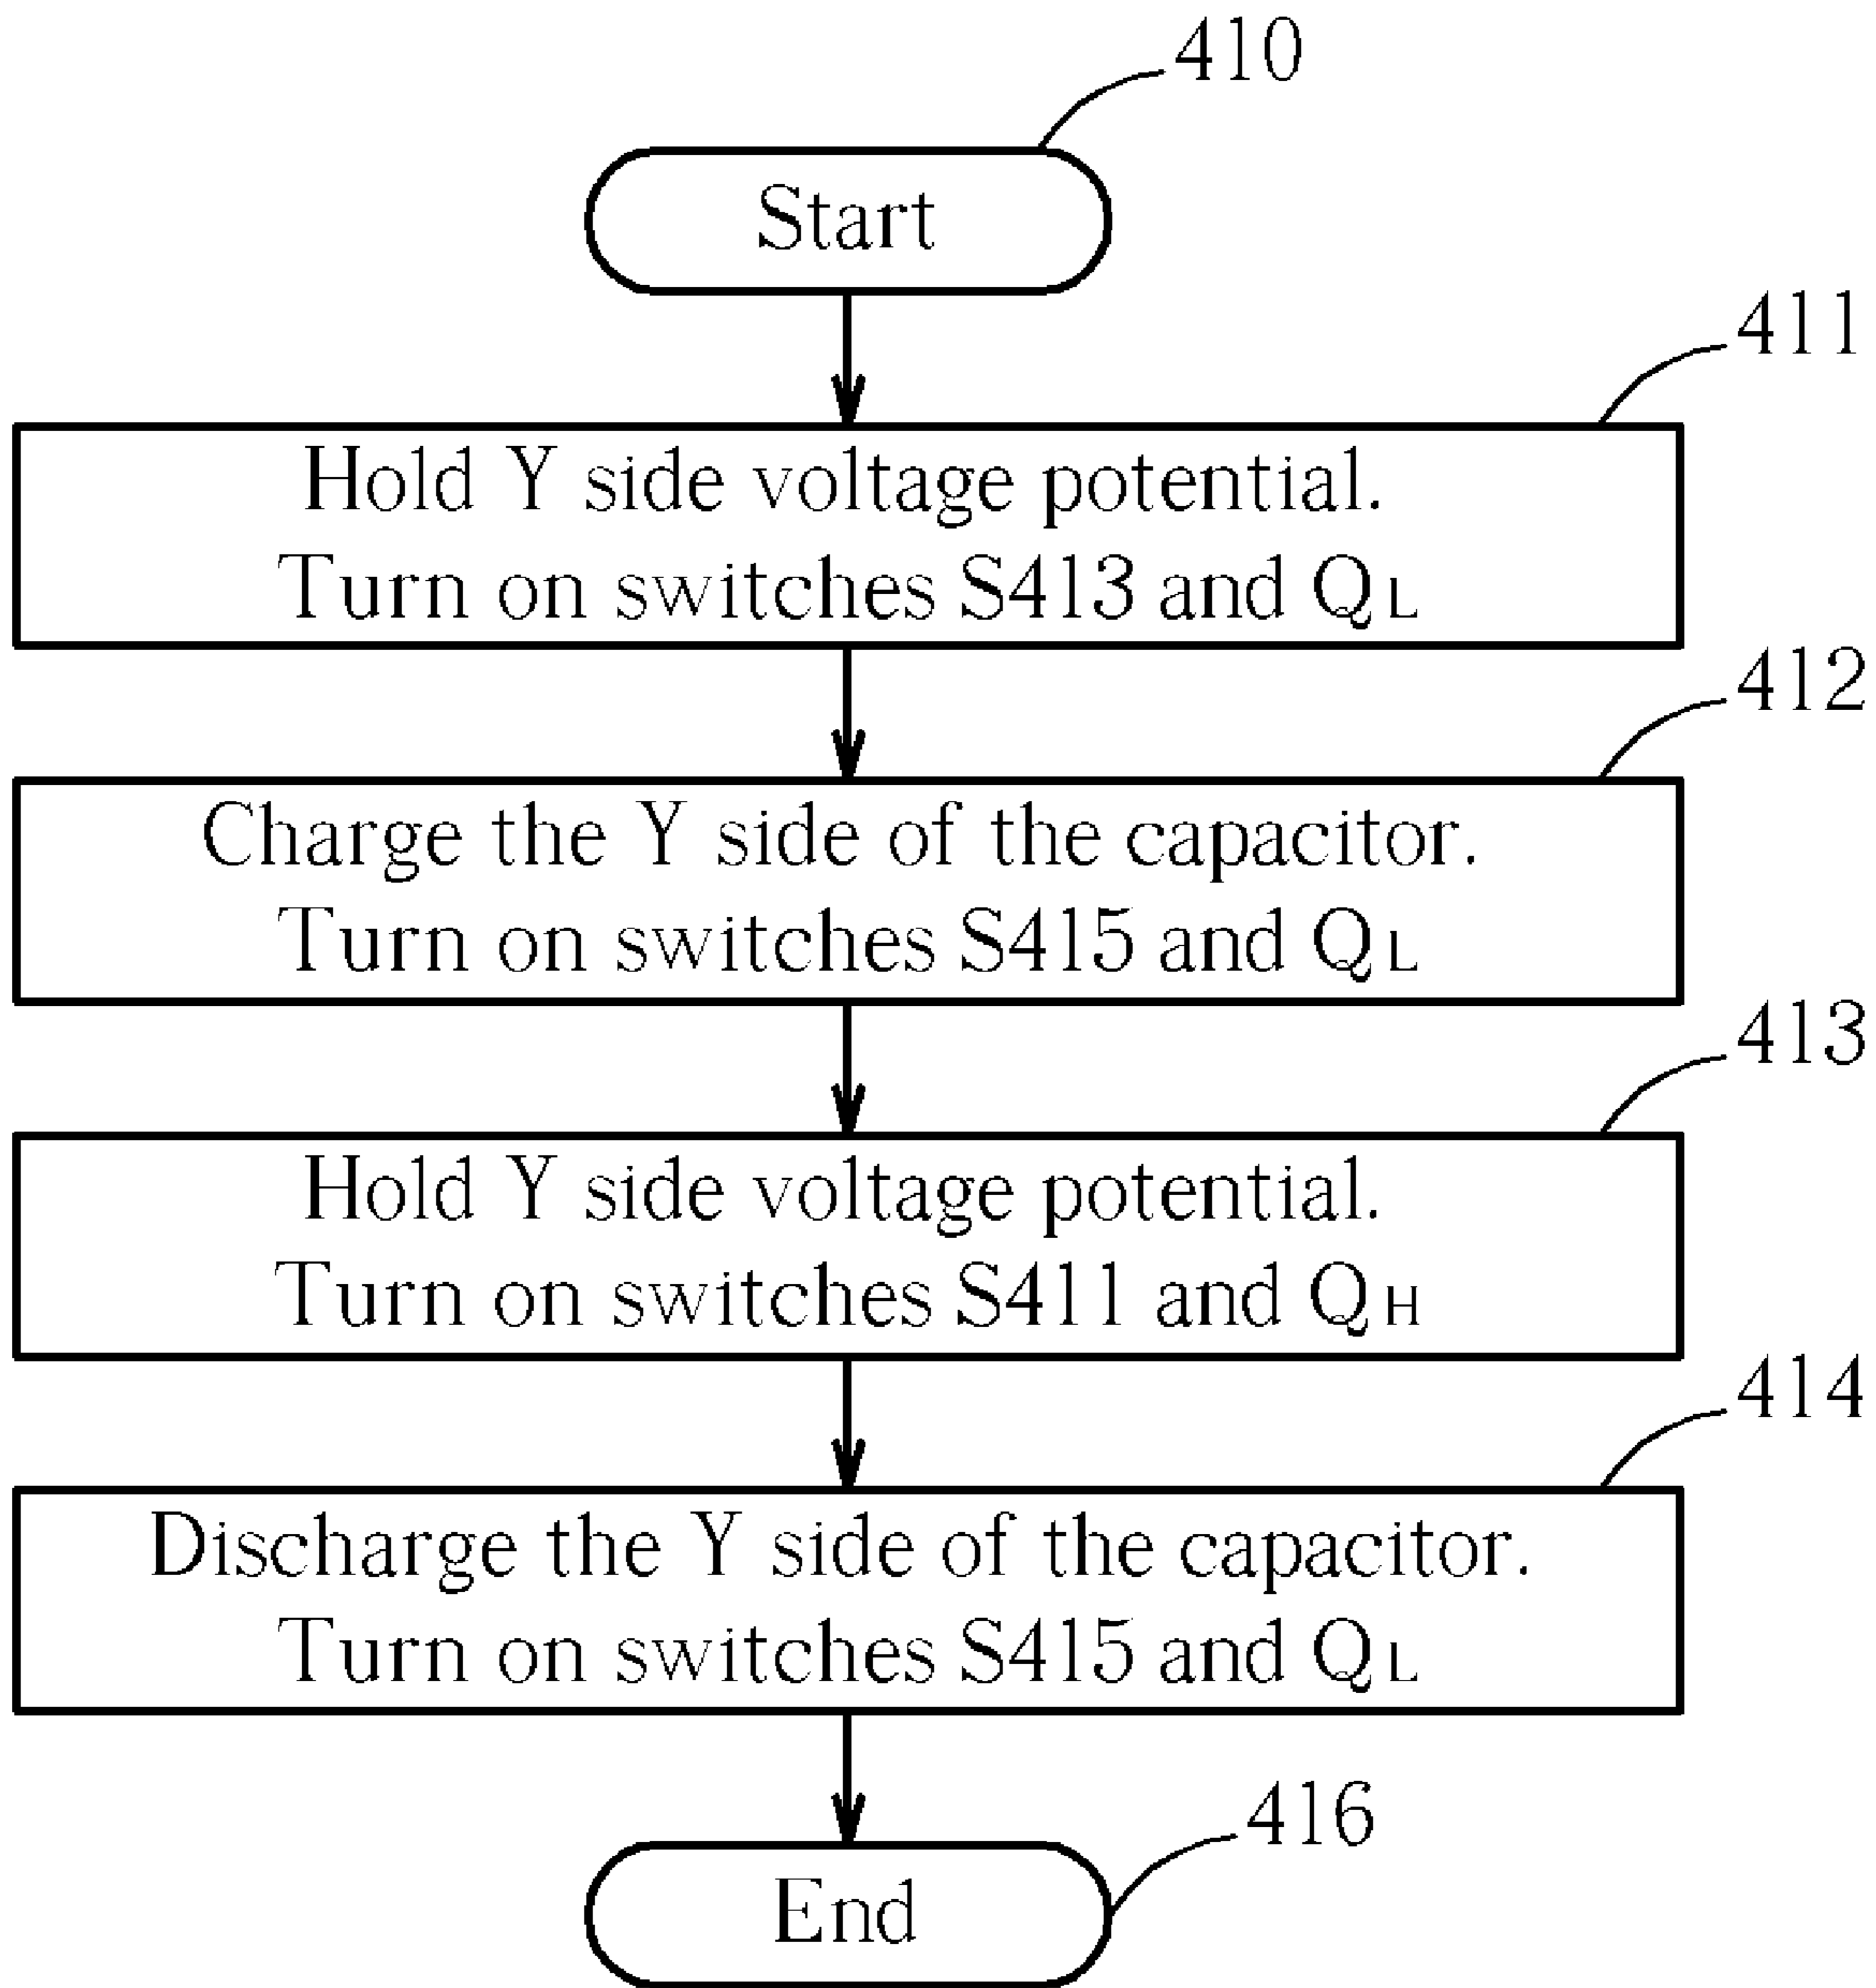 410
Start
411
Hold Y side voltage potential.
Turn on switches S413 and QL
412
Charge the Y side of the capacitor.
Turn on switches S415 and QL
413
Hold Y side voltage potential.
Turn on switches S411 and QH
414
Discharge the Y side of the capacitor.
Turn on switches S415 and QL
416
End